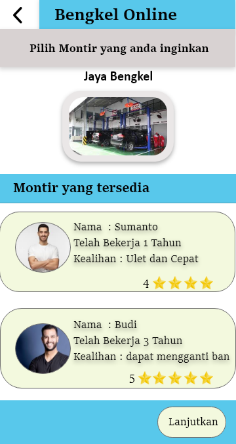 Bengkel Online
Pilih Montir yang anda inginkan
Jaya Bengkel
Montir yang tersedia
Nama : Sumanto
Telah Bekerja 1 Tahun
Kealihan : Ulet dan Cepat
4
Nama : Budi
Telah Bekerja 3 Tahun
Kealihan : dapat mengganti ban
5
Lanjutkan